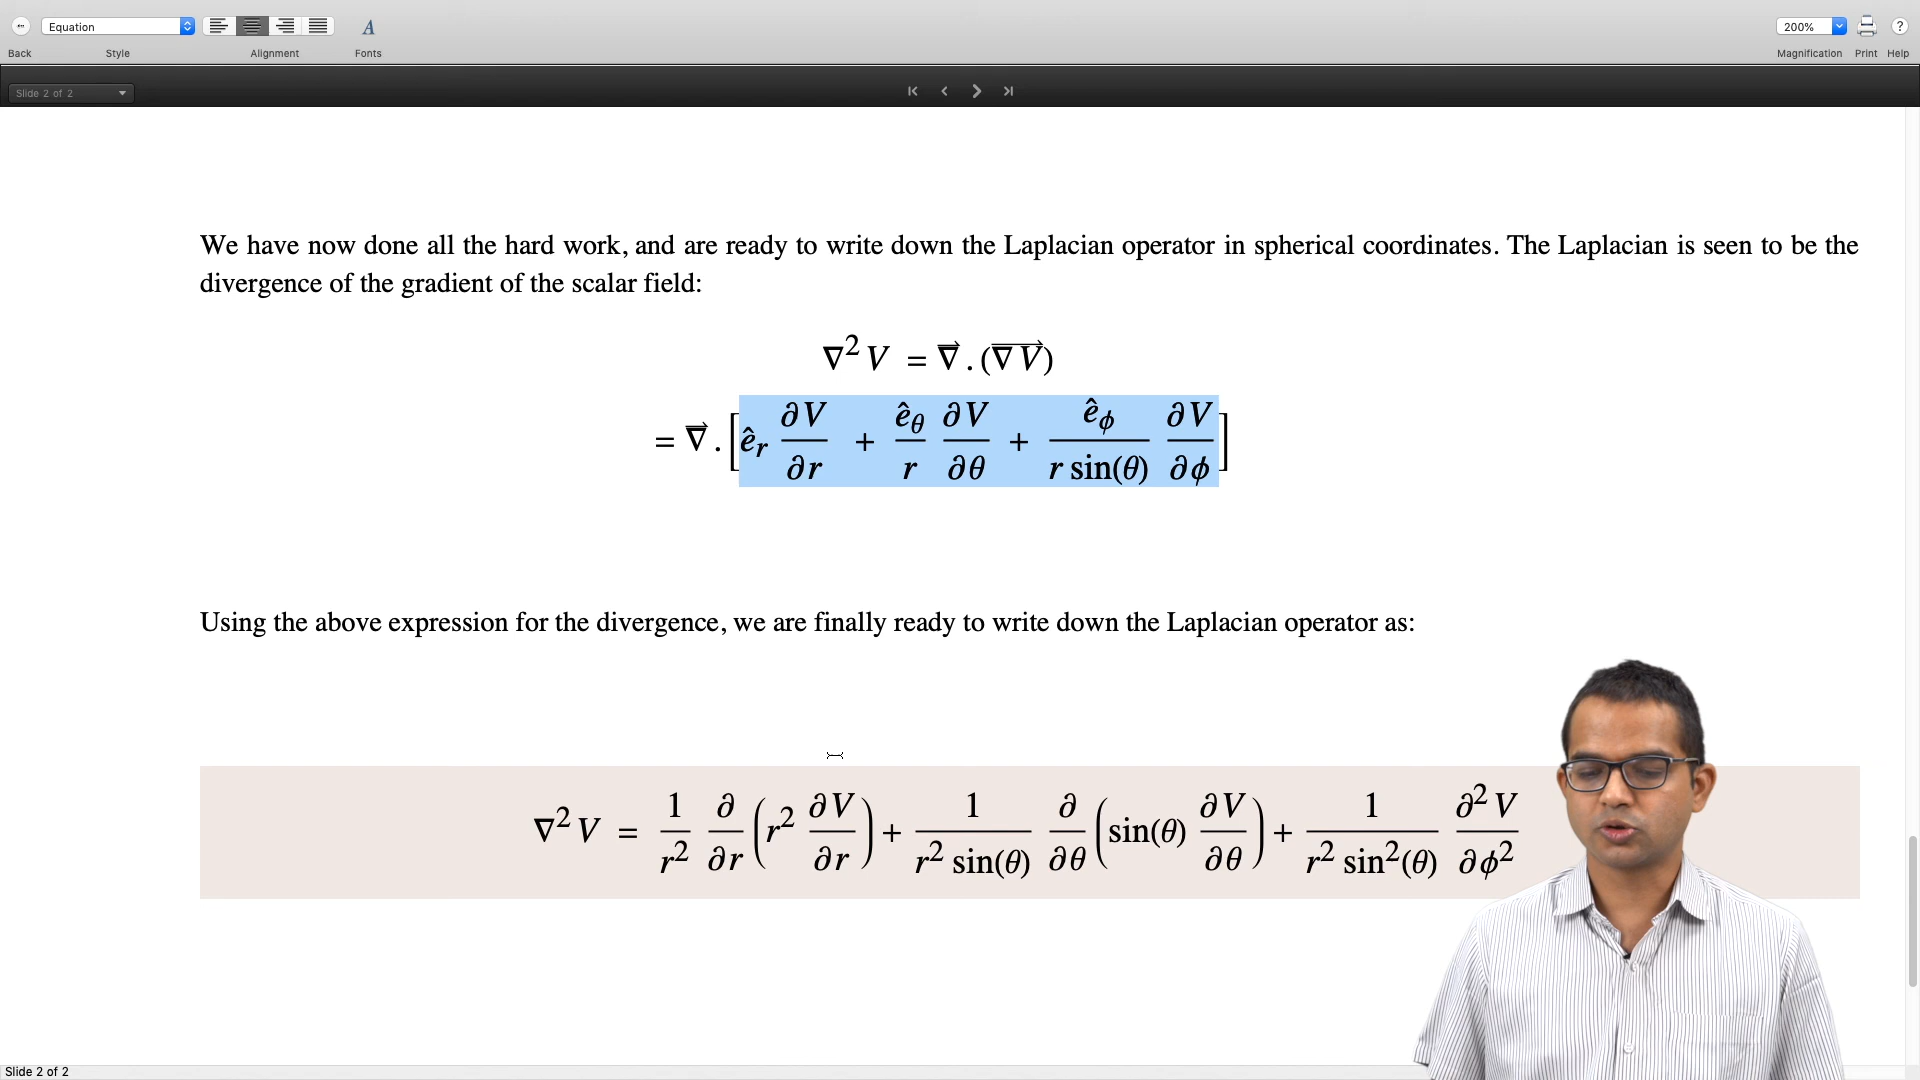 Equation
200%
Back Style Alignment Fonts Magnification Print Help
Slide 2 of 2
We have now done all the hard work, and are ready to write down the Laplacian operator in spherical coordinates. The Laplacian is seen to be the
divergence of the gradient of the scalar field:
∇² V = ∇⃗ . (∇⃗ V)
= ∇⃗ . [ê_r ∂V/∂r + ê_θ/r ∂V/∂θ + ê_ϕ/(r sin(θ)) ∂V/∂ϕ]
Using the above expression for the divergence, we are finally ready to write down the Laplacian operator as:
∇² V = 1/r² ∂/∂r (r² ∂V/∂r) + 1/(r² sin(θ)) ∂/∂θ (sin(θ) ∂V/∂θ) + 1/(r² sin²(θ)) ∂²V/∂ϕ²
Slide 2 of 2